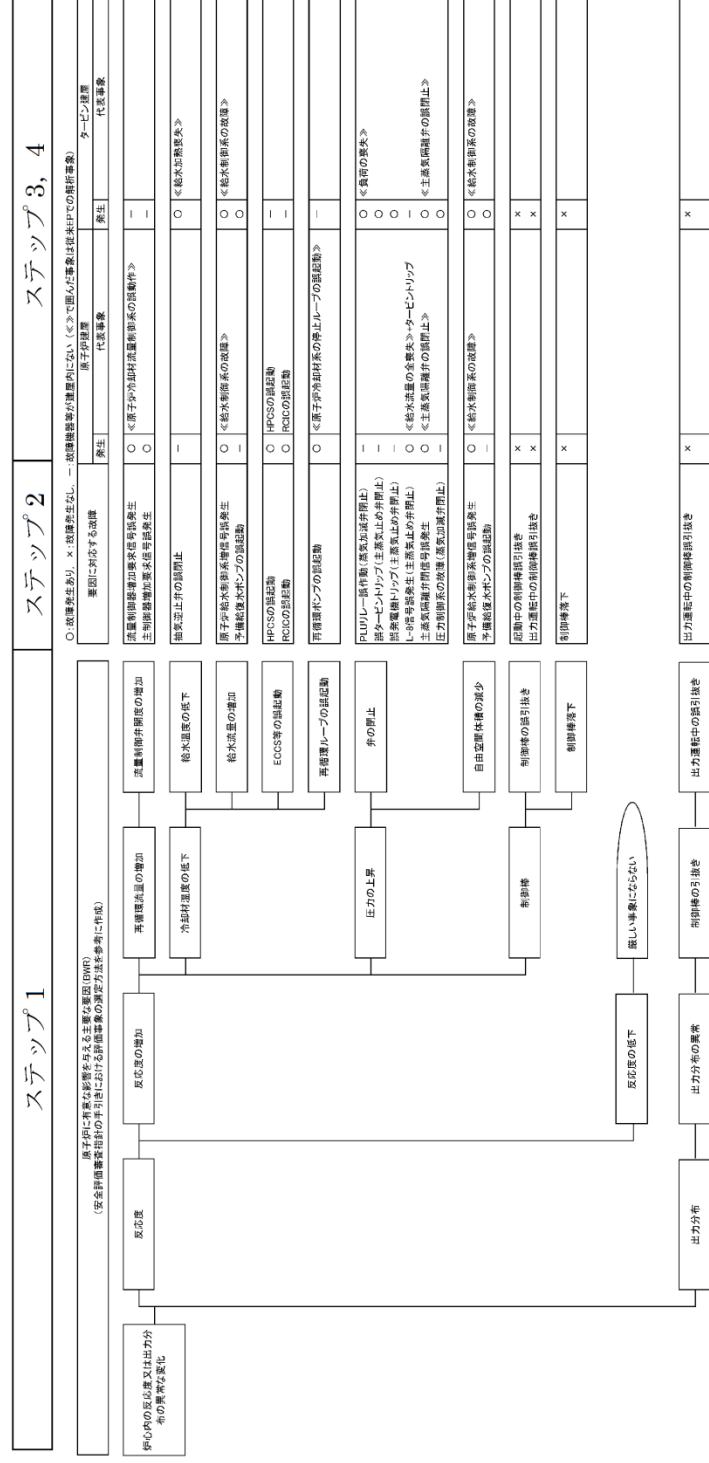 ステップ1
ステップ2
ステップ3, 4
○:故障発生あり, ×:故障発生なし, －:故障機器等が建屋内にない (≪≫で囲んだ事象は従来EPでの解析事象)
原子炉に有意な影響を与える主要な要因(BWR)
(安全評価審査指針の手引きにおける評価事象の選定方法を参考に作成)
要因に対応する故障
原子炉建屋
タービン建屋
発生
代表事象
発生
代表事象
炉心内の反応度又は出力分
布の異常な変化
反応度
反応度の増加
再循環流量の増加
流量制御弁開度の増加
流量制御器増加要求信号誤発生
○
≪原子炉冷却材流量制御系の誤動作≫
－
主制御器増加要求信号誤発生
○
－
冷却材温度の低下
給水温度の低下
抽気逆止弁の誤閉止
－
○
≪給水加熱喪失≫
給水流量の増加
原子炉給水制御系増信号誤発生
○
≪給水制御系の故障≫
○
≪給水制御系の故障≫
予備給復水ポンプの誤起動
－
○
ECCS等の誤起動
HPCSの誤起動
○
HPCSの誤起動
－
RCICの誤起動
○
RCICの誤起動
－
再循環ループの誤起動
再循環ポンプの誤起動
○
≪原子炉冷却材系の停止ループの誤起動≫
－
圧力の上昇
弁の閉止
PLUリレー誤作動(蒸気加減弁閉止)
－
○
≪負荷の喪失≫
誤タービントリップ(主蒸気止め弁閉止)
－
○
誤発電機トリップ(主蒸気止め弁閉止)
－
○
L-8信号誤発生(主蒸気止め弁閉止)
○
≪給水流量の全喪失≫+タービントリップ
－
主蒸気隔離弁閉信号誤発生
○
≪主蒸気隔離弁の誤閉止≫
○
≪主蒸気隔離弁の誤閉止≫
圧力制御系の故障(蒸気加減弁閉止)
－
○
自由空間体積の減少
原子炉給水制御系増信号誤発生
○
≪給水制御系の故障≫
○
≪給水制御系の故障≫
予備給復水ポンプの誤起動
－
○
制御棒
制御棒の誤引抜き
起動中の制御棒誤引抜き
×
×
出力運転中の制御棒誤引抜き
×
×
制御棒落下
制御棒落下
×
×
反応度の低下
厳しい事象にならない
出力分布
出力分布の異常
制御棒の引抜き
出力運転中の誤引抜き
出力運転中の制御棒誤引抜き
×
×